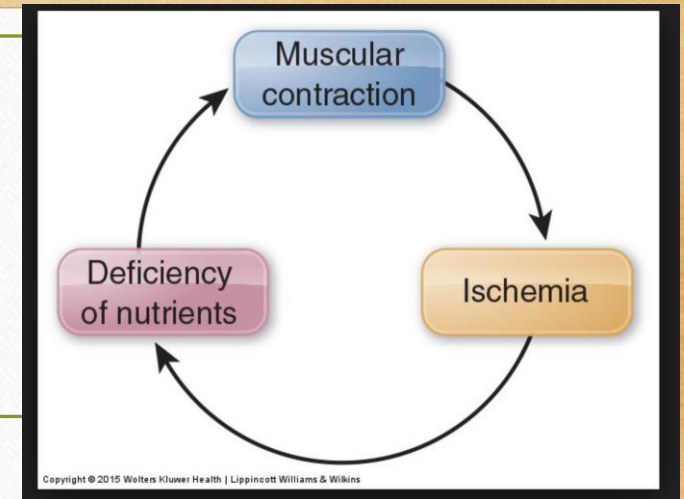 Muscular
contraction
Deficiency
of nutrients
Ischemia
Copyright © 2015 Wolters Kluwer Health | Lippincott Williams & Wilkins